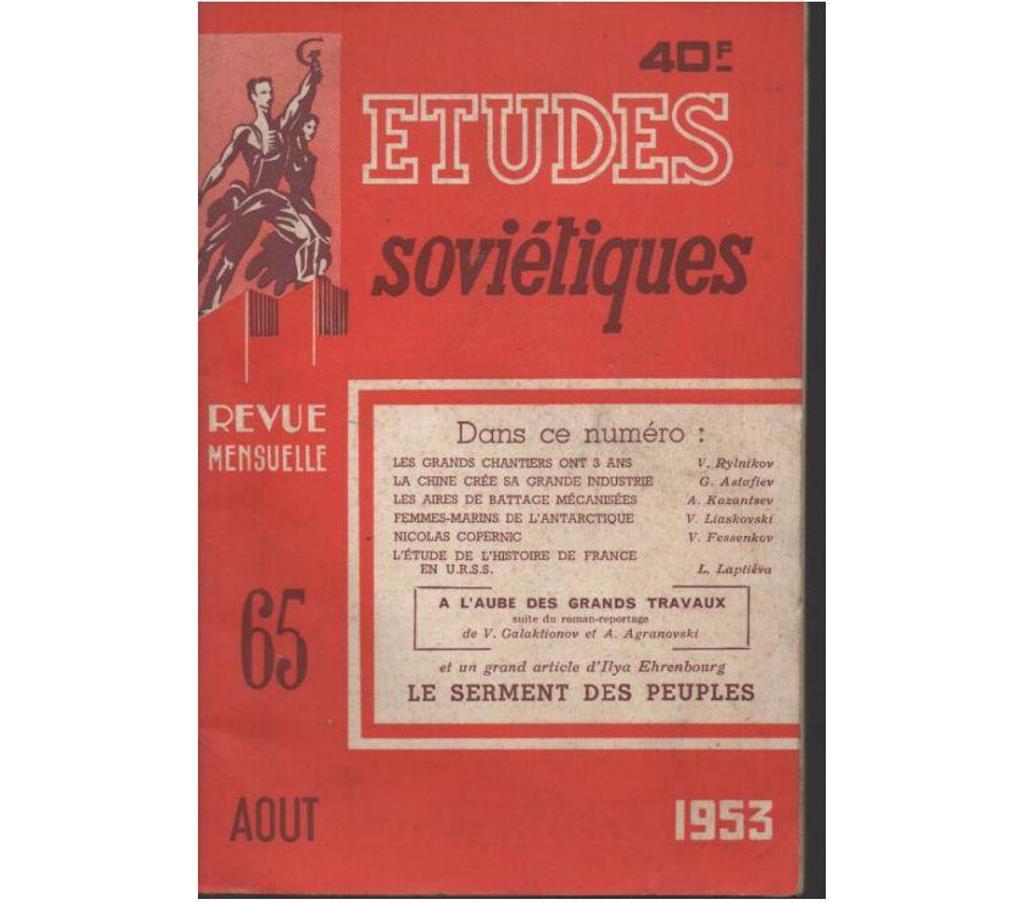 40F
ETUDES
soviétiques
REVUE
MENSUELLE
Dans ce numéro :
LES GRANDS CHANTIERS ONT 3 ANS V. Rylnikov
LA CHINE CRÉE SA GRANDE INDUSTRIE G. Astafiev
LES AIRES DE BATTAGE MÉCANISÉES A. Kazantsev
FEMMES-MARINS DE L'ANTARCTIQUE V. Liaskovski
NICOLAS COPERNIC V. Fessenkov
L'ÉTUDE DE L'HISTOIRE DE FRANCE
EN U.R.S.S. L. Laptiéva
A L'AUBE DES GRANDS TRAVAUX
suite du roman-reportage
de V. Galaktionov et A. Agranovski
et un grand article d'Ilya Ehrenbourg
LE SERMENT DES PEUPLES
65
AOUT
1953